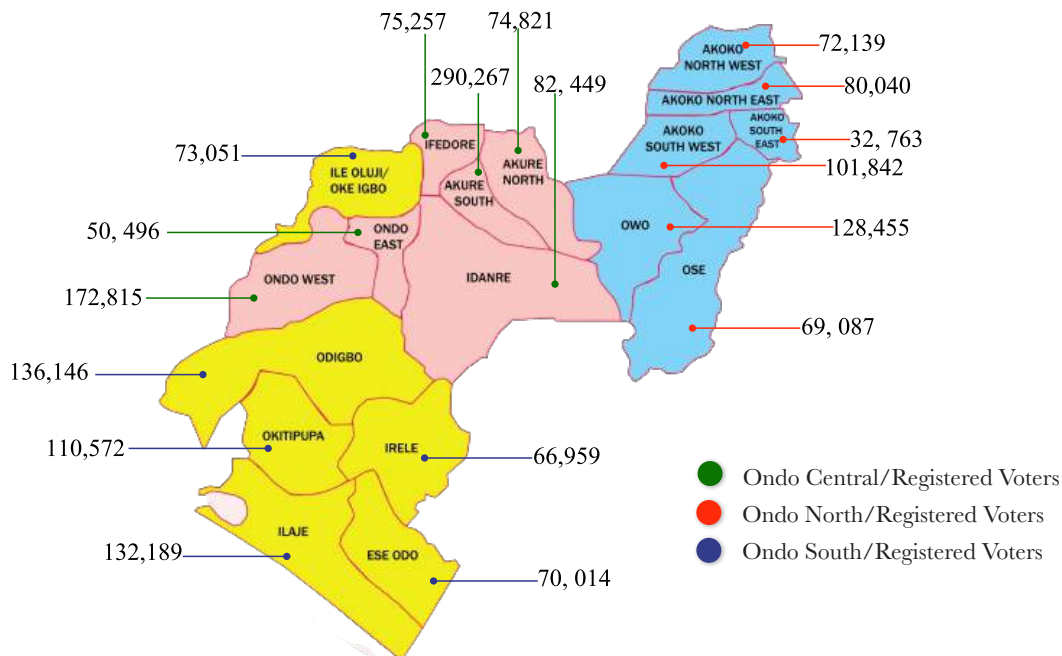 75,257
74,821
290,267
82, 449
72,139
80,040
32, 763
101,842
128,455
69, 087
73,051
50, 496
172,815
136,146
110,572
66,959
132,189
70, 014
AKOKO
NORTH WEST
AKOKO NORTH EAST
AKOKO
SOUTH WEST
AKOKO
SOUTH
EAST
IFEDORE
AKURE
NORTH
AKURE
SOUTH
ILE OLUJI/
OKE IGBO
ONDO
EAST
OWO
OSE
ONDO WEST
IDANRE
ODIGBO
OKITIPUPA
IRELE
ILAJE
ESE ODO
Ondo Central/Registered Voters
Ondo North/Registered Voters
Ondo South/Registered Voters